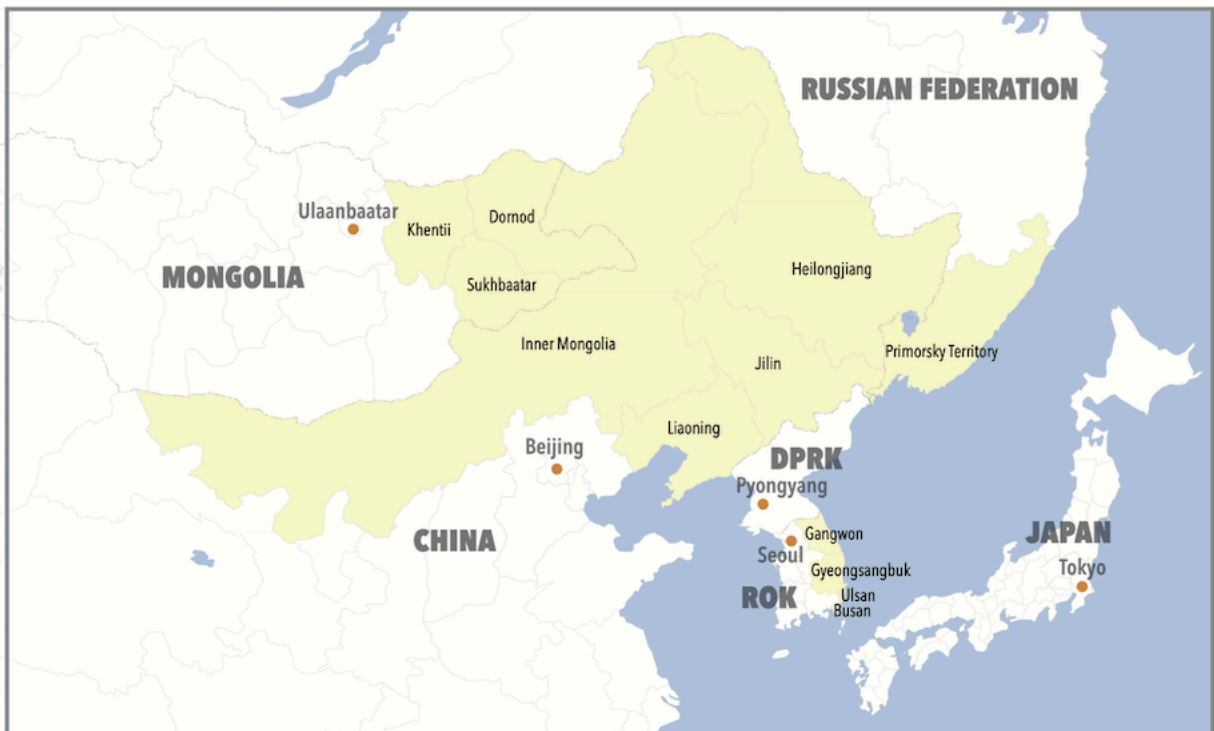 RUSSIAN FEDERATION
Ulaanbaatar
Khentii
Dornod
MONGOLIA
Sukhbaatar
Heilongjiang
Inner Mongolia
Jilin
Primorsky Territory
Liaoning
Beijing
DPRK
Pyongyang
CHINA
Gangwon
JAPAN
Seoul
Gyeongsangbuk
Tokyo
ROK
Ulsan
Busan